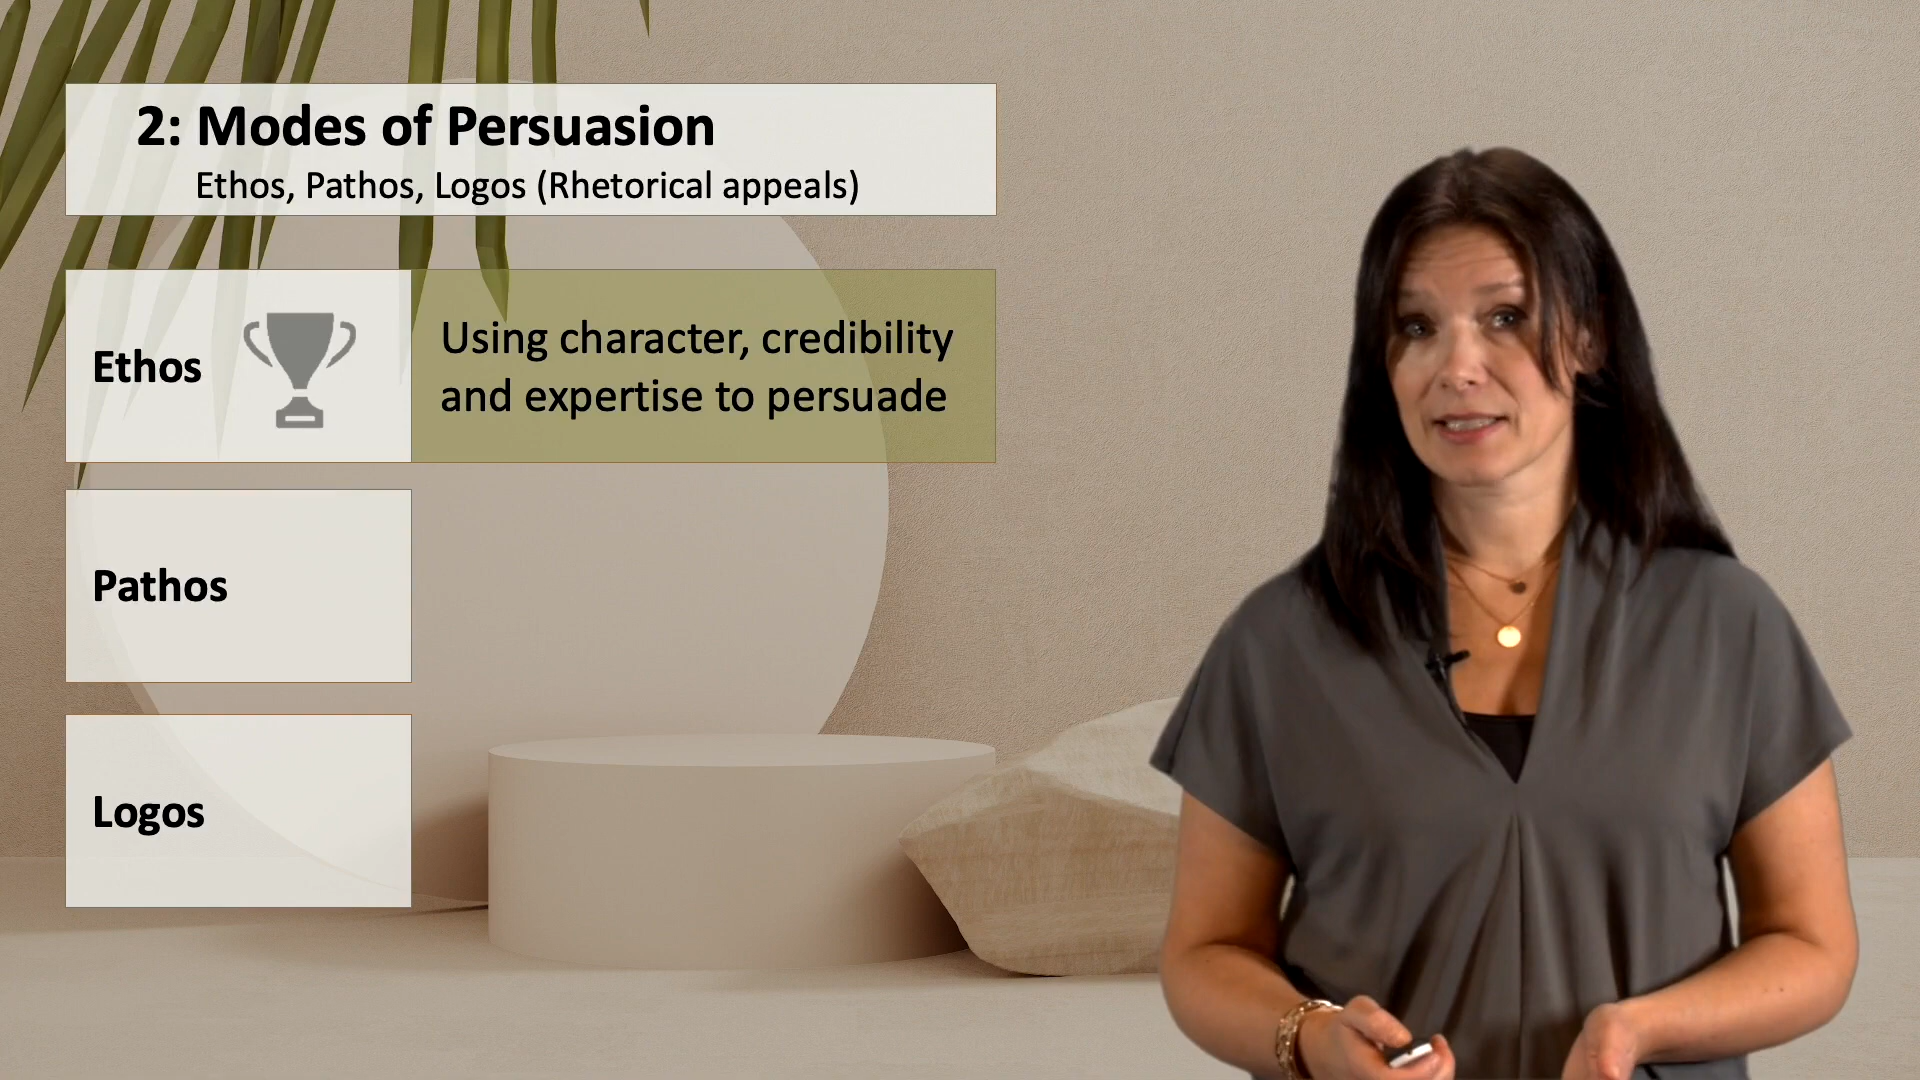 2: Modes of Persuasion
Ethos, Pathos, Logos (Rhetorical appeals)
Ethos
Using character, credibility
and expertise to persuade
Pathos
Logos